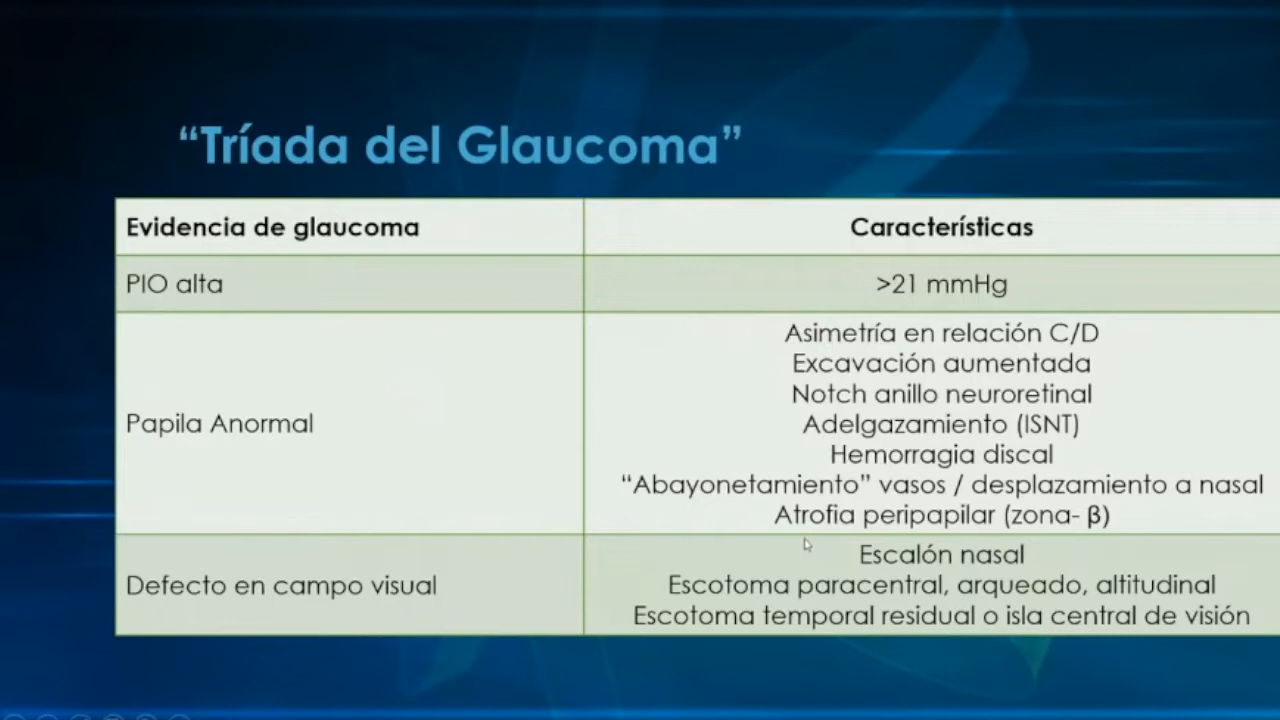 “Tríada del Glaucoma”
Evidencia de glaucoma
Características
PIO alta
>21 mmHg
Papila Anormal
Asimetría en relación C/D
Excavación aumentada
Notch anillo neuroretinal
Adelgazamiento (ISNT)
Hemorragia discal
“Abayonetamiento” vasos / desplazamiento a nasal
Atrofia peripapilar (zona- β)
Defecto en campo visual
Escalón nasal
Escotoma paracentral, arqueado, altitudinal
Escotoma temporal residual o isla central de visión